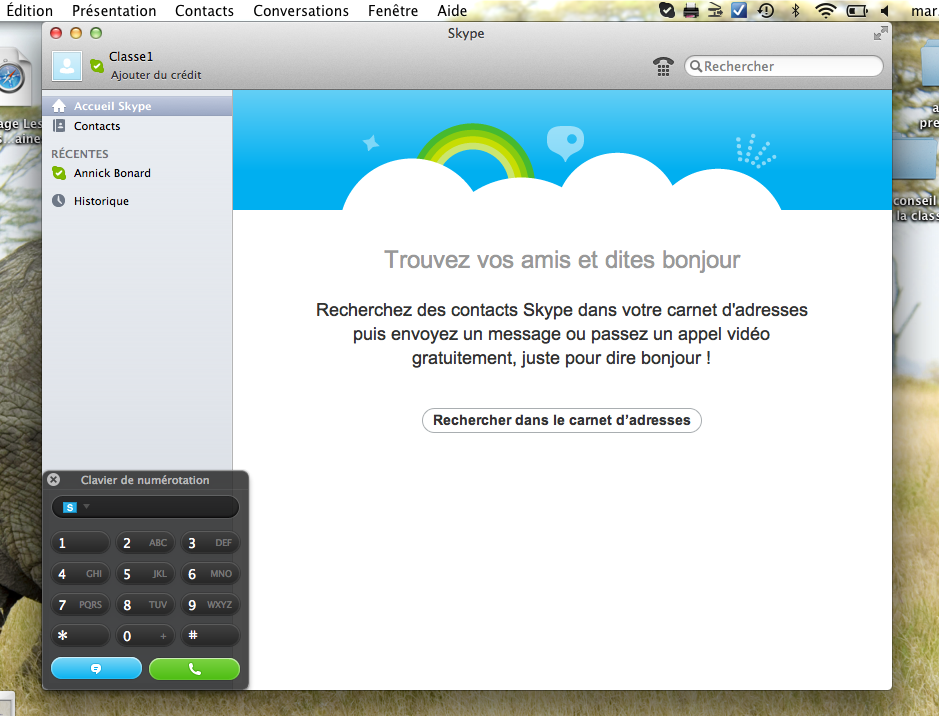 Édition Présentation Contacts Conversations Fenêtre Aide mar
Skype
Classe1
Ajouter du crédit
Rechercher
Accueil Skype
Contacts
RÉCENTES
Annick Bonard
Historique
Trouvez vos amis et dites bonjour
Recherchez des contacts Skype dans votre carnet d'adresses
puis envoyez un message ou passez un appel vidéo
gratuitement, juste pour dire bonjour !
Rechercher dans le carnet d’adresses
Clavier de numérotation
S
1 2 ABC 3 DEF
4 GHI 5 JKL 6 MNO
7 PQRS 8 TUV 9 WXYZ
* 0 + #
age Les
s... aine
a
pre
conseil
la class